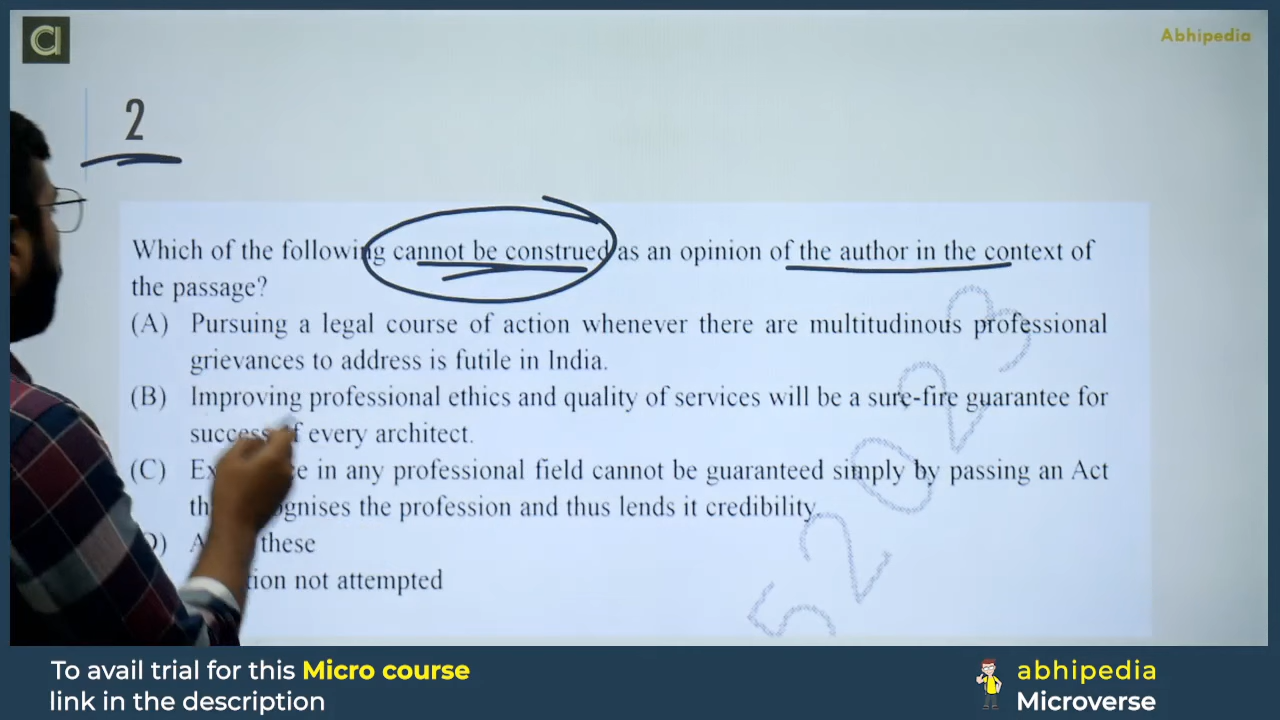 Abhipedia
2
Which of the following cannot be construed as an opinion of the author in the context of
the passage?
(A) Pursuing a legal course of action whenever there are multitudinous professional
grievances to address is futile in India.
(B) Improving professional ethics and quality of services will be a sure-fire guarantee for
success of every architect.
(C) in any professional field cannot be guaranteed simply by passing an Act
the profession and thus lends it credibility.
these
not attempted
52023
To avail trial for this Micro course
link in the description
abhipedia
Microverse